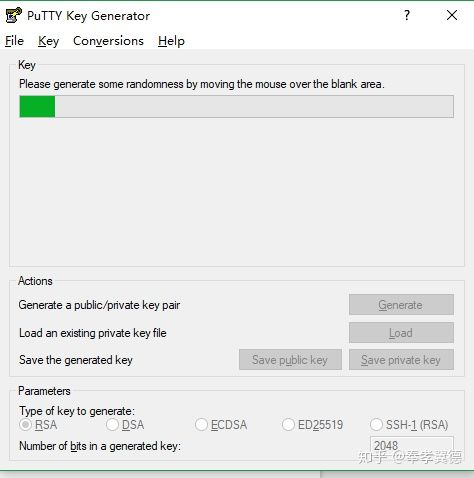 PuTTY Key Generator
?
File Key Conversions Help
Key
Please generate some randomness by moving the mouse over the blank area.
Actions
Generate a public/private key pair
Generate
Load an existing private key file
Load
Save the generated key
Save public key
Save private key
Parameters
Type of key to generate:
RSA DSA ECDSA ED25519 SSH-1 (RSA)
Number of bits in a generated key:
2048
知乎 @奉孝翼德